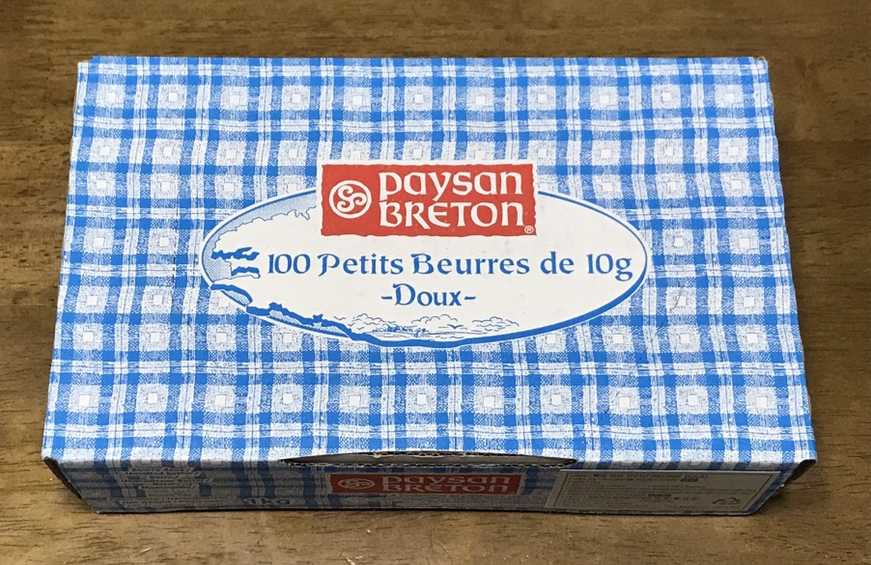 paysan
BRETON
100 Petits Beurres de 10g
-Doux-
paysan
BRETON